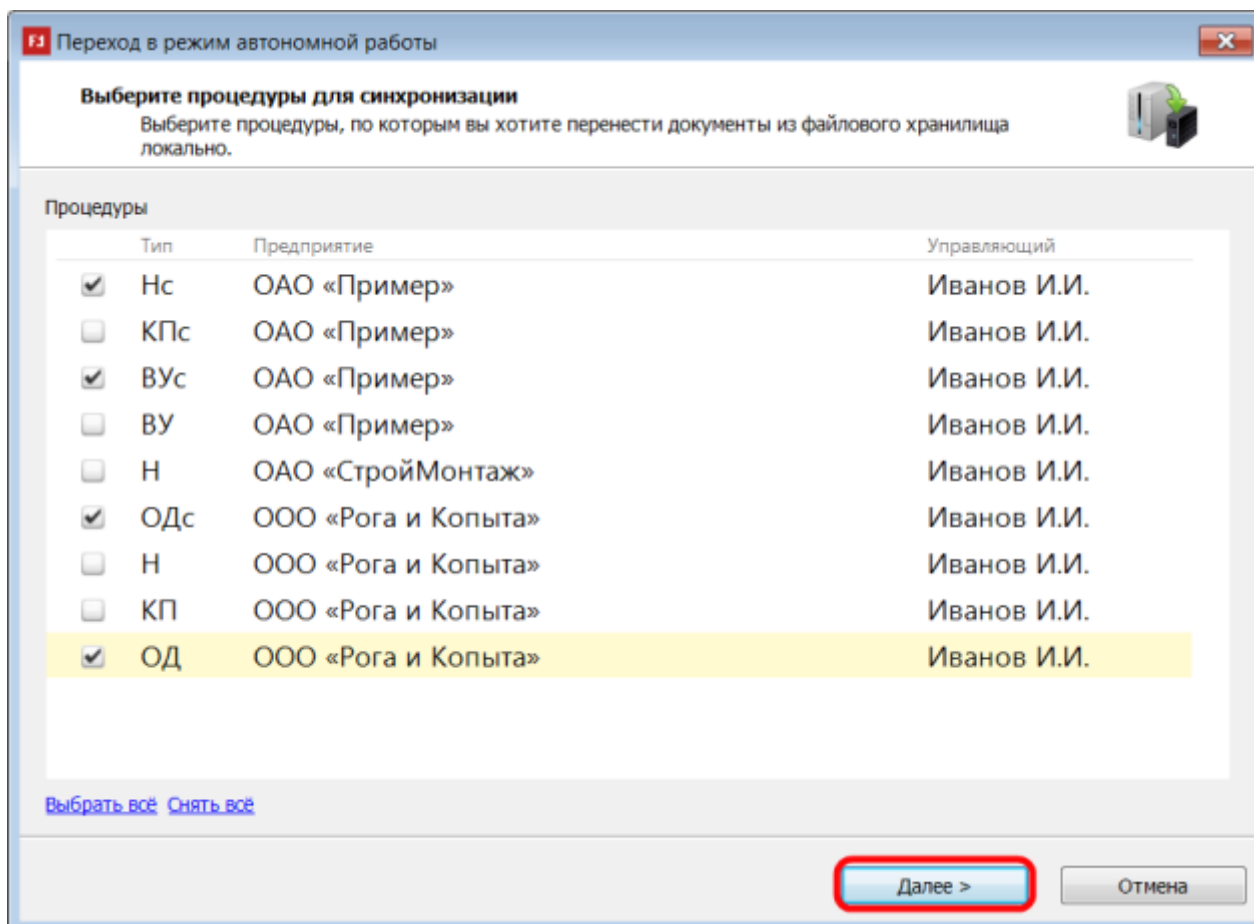 FJ Переход в режим автономной работы
Выберите процедуры для синхронизации
Выберите процедуры, по которым вы хотите перенести документы из файлового хранилища
локально.
Процедуры
Тип Предприятие Управляющий
Нс ОАО «Пример» Иванов И.И.
КПс ОАО «Пример» Иванов И.И.
ВУс ОАО «Пример» Иванов И.И.
ВУ ОАО «Пример» Иванов И.И.
Н ОАО «СтройМонтаж» Иванов И.И.
ОДс ООО «Рога и Копыта» Иванов И.И.
Н ООО «Рога и Копыта» Иванов И.И.
КП ООО «Рога и Копыта» Иванов И.И.
ОД ООО «Рога и Копыта» Иванов И.И.
Выбрать всё Снять всё
Далее > Отмена